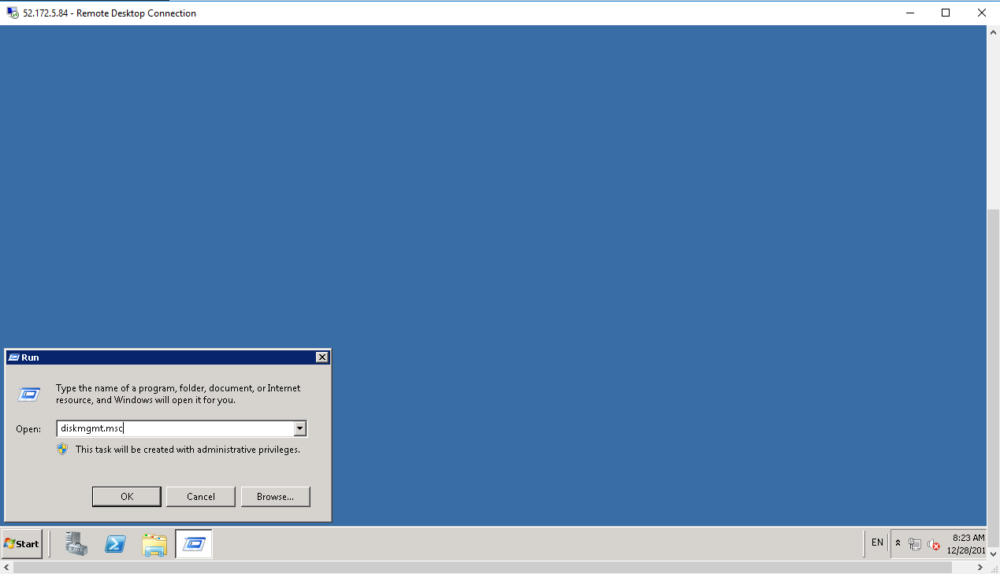 52.172.5.84 - Remote Desktop Connection
Run
Type the name of a program, folder, document, or Internet
resource, and Windows will open it for you.
Open:
diskmgmt.msc
This task will be created with administrative privileges.
OK
Cancel
Browse...
Start
EN
8:23 AM
12/28/201